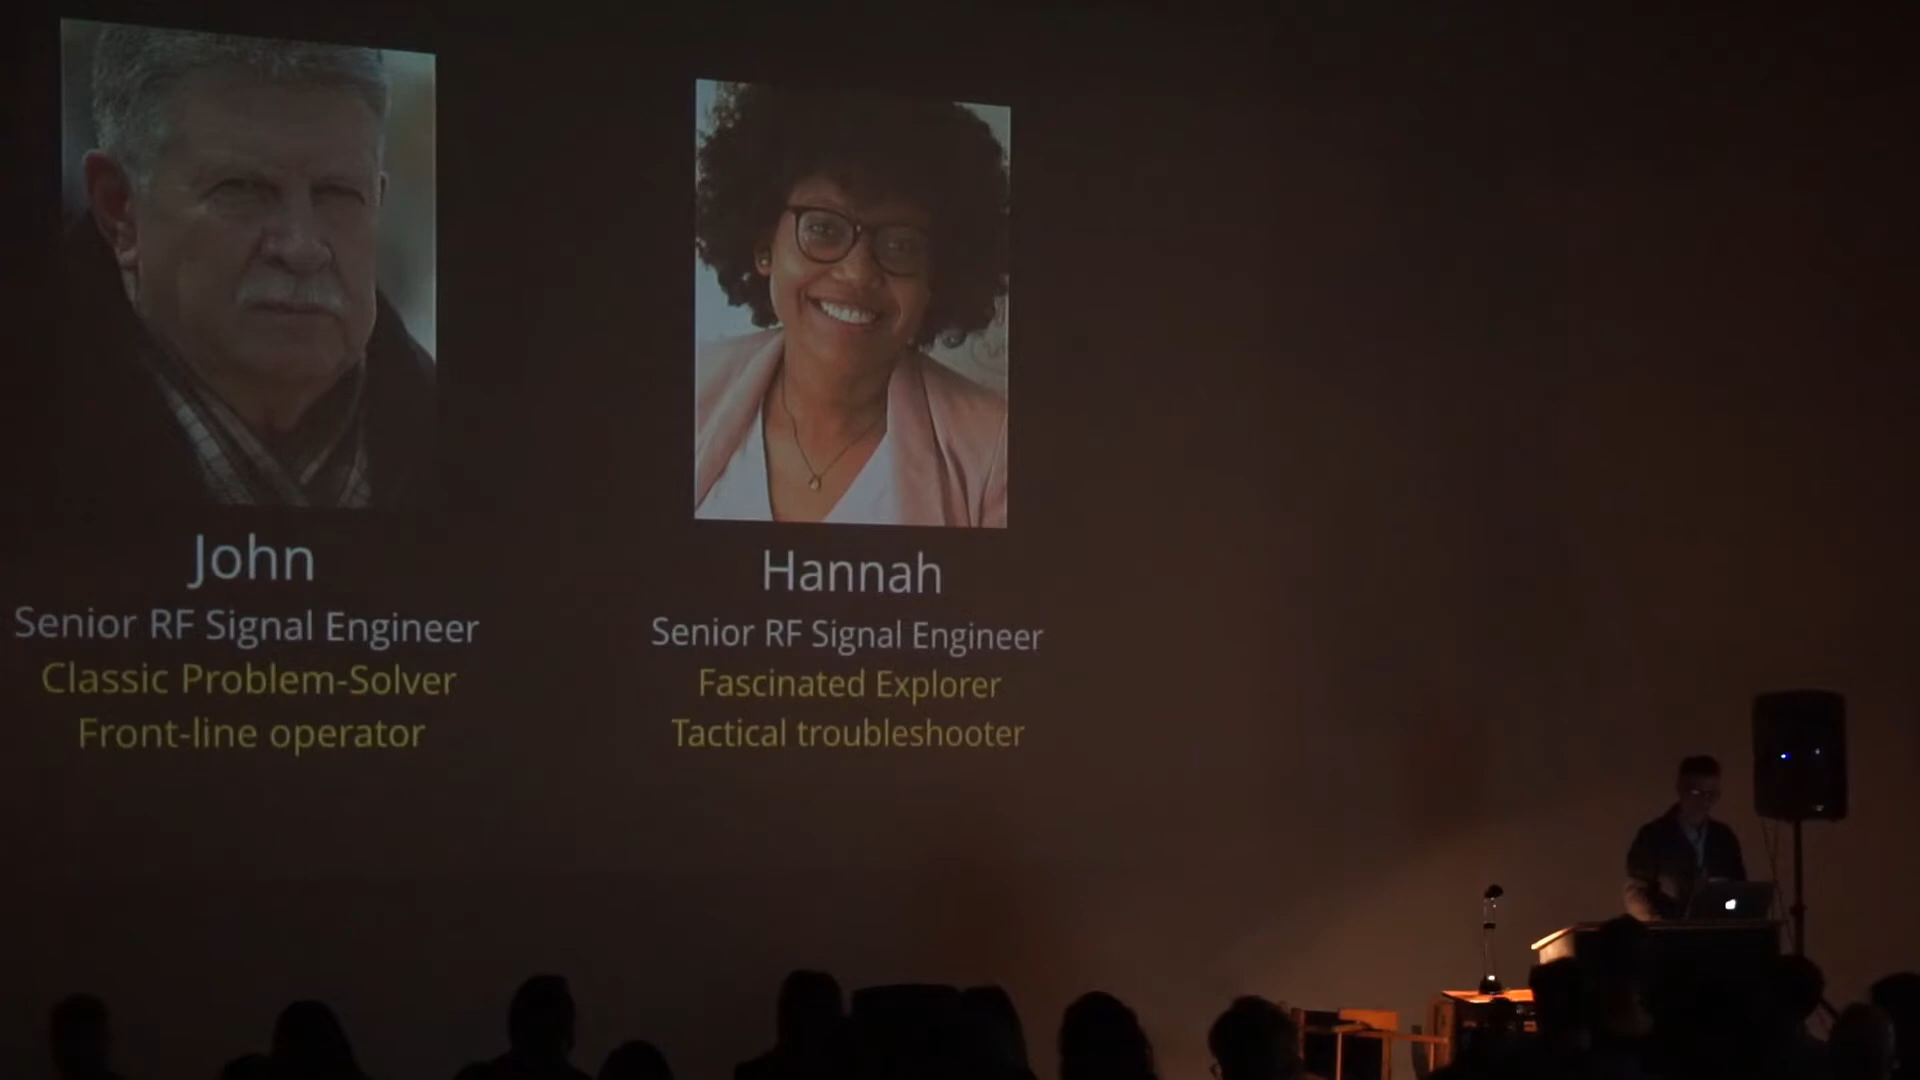 John
Senior RF Signal Engineer
Classic Problem-Solver
Front-line operator
Hannah
Senior RF Signal Engineer
Fascinated Explorer
Tactical troubleshooter